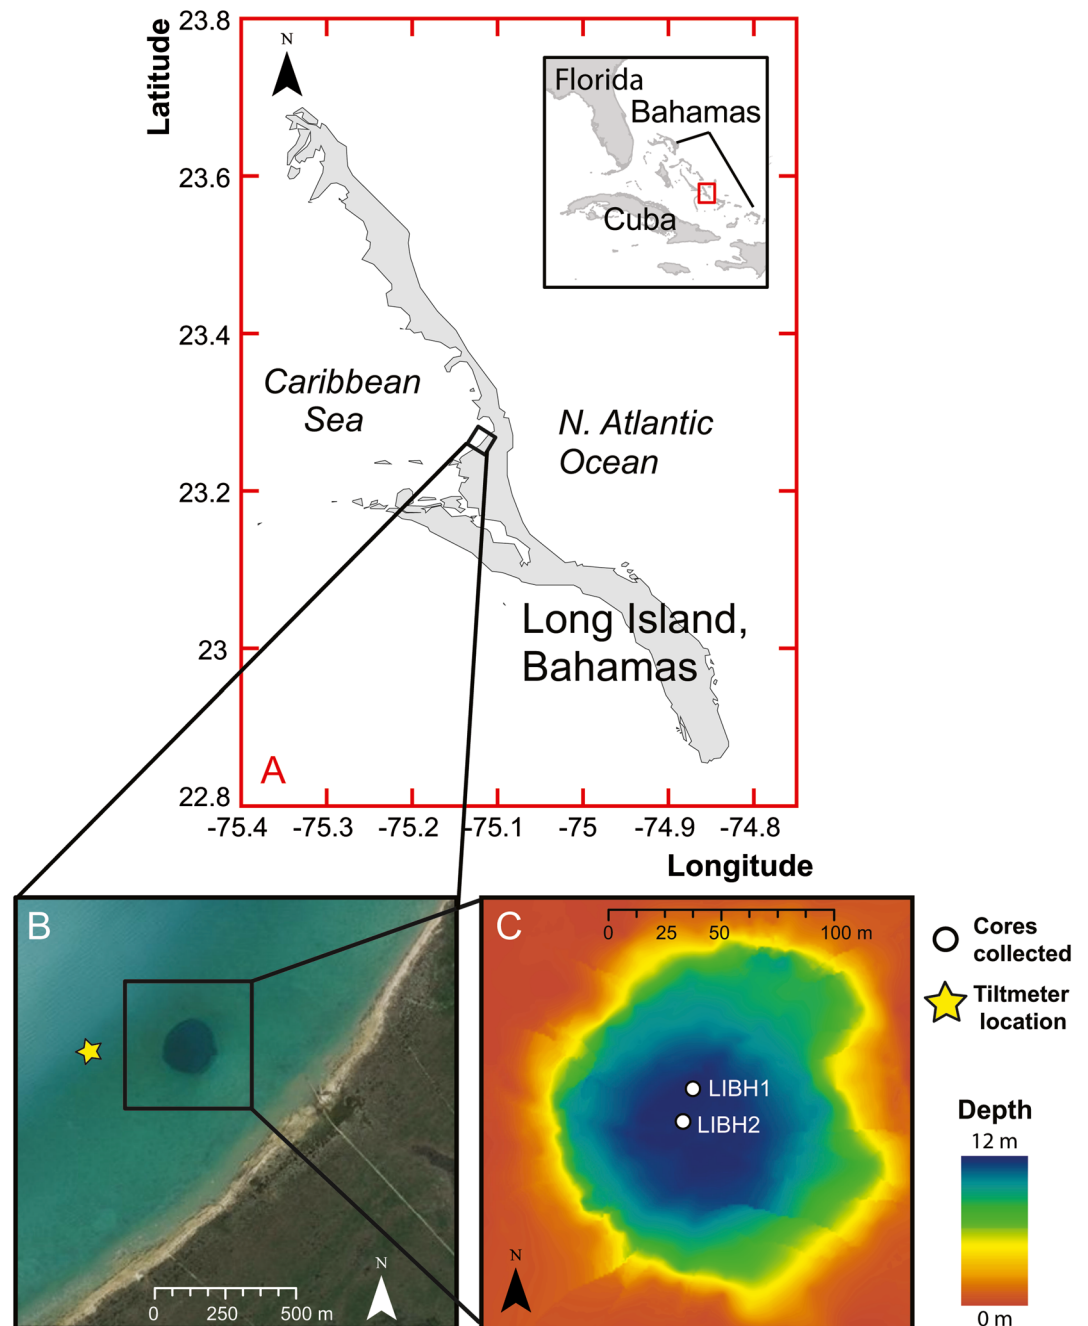 Latitude
23.8
23.6
23.4
23.2
23
22.8
N
Florida
Bahamas
Cuba
Caribbean
Sea
N. Atlantic
Ocean
Long Island,
Bahamas
A
-75.4
-75.3
-75.2
-75.1
-75
-74.9
-74.8
Longitude
B
0
250
500 m
N
C
0
25
50
100 m
LIBH1
LIBH2
N
Cores
collected
Tiltmeter
location
Depth
12 m
0 m